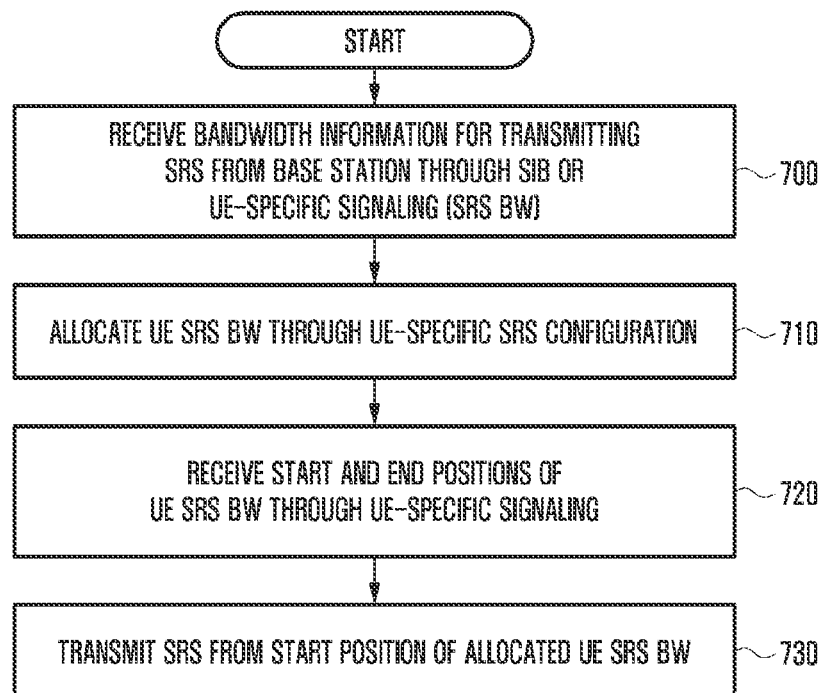 START
RECEIVE BANDWIDTH INFORMATION FOR TRANSMITTING
SRS FROM BASE STATION THROUGH SIB OR
UE-SPECIFIC SIGNALING (SRS BW)
700
ALLOCATE UE SRS BW THROUGH UE-SPECIFIC SRS CONFIGURATION
710
RECEIVE START AND END POSITIONS OF
UE SRS BW THROUGH UE-SPECIFIC SIGNALING
720
TRANSMIT SRS FROM START POSITION OF ALLOCATED UE SRS BW
730